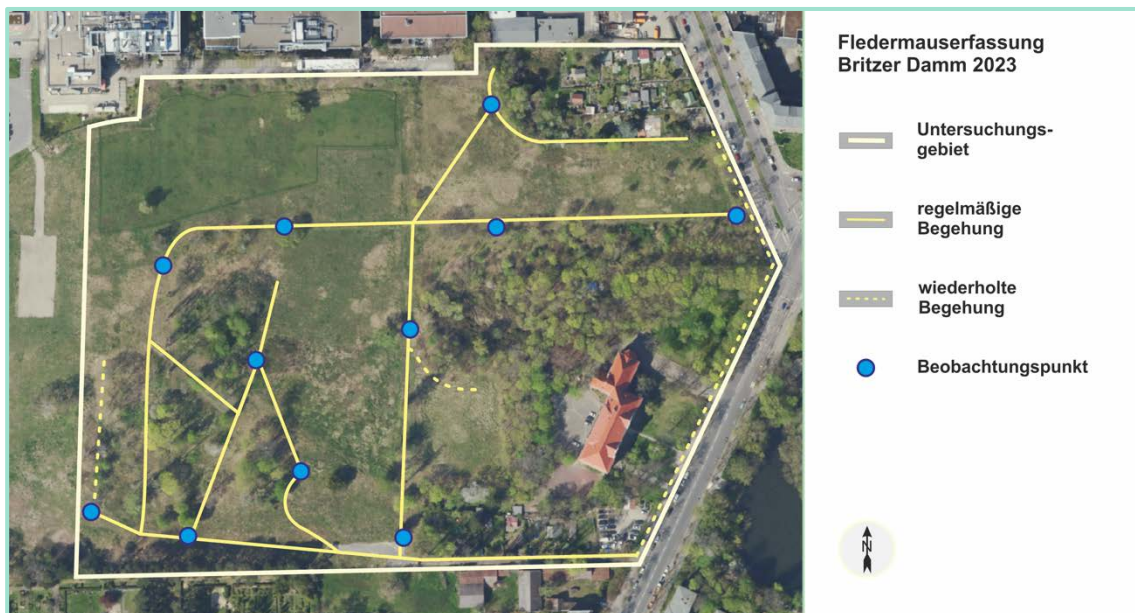 Fledermauserfassung
Britzer Damm 2023
Untersuchungs-
gebiet
regelmäßige
Begehung
wiederholte
Begehung
Beobachtungspunkt
N